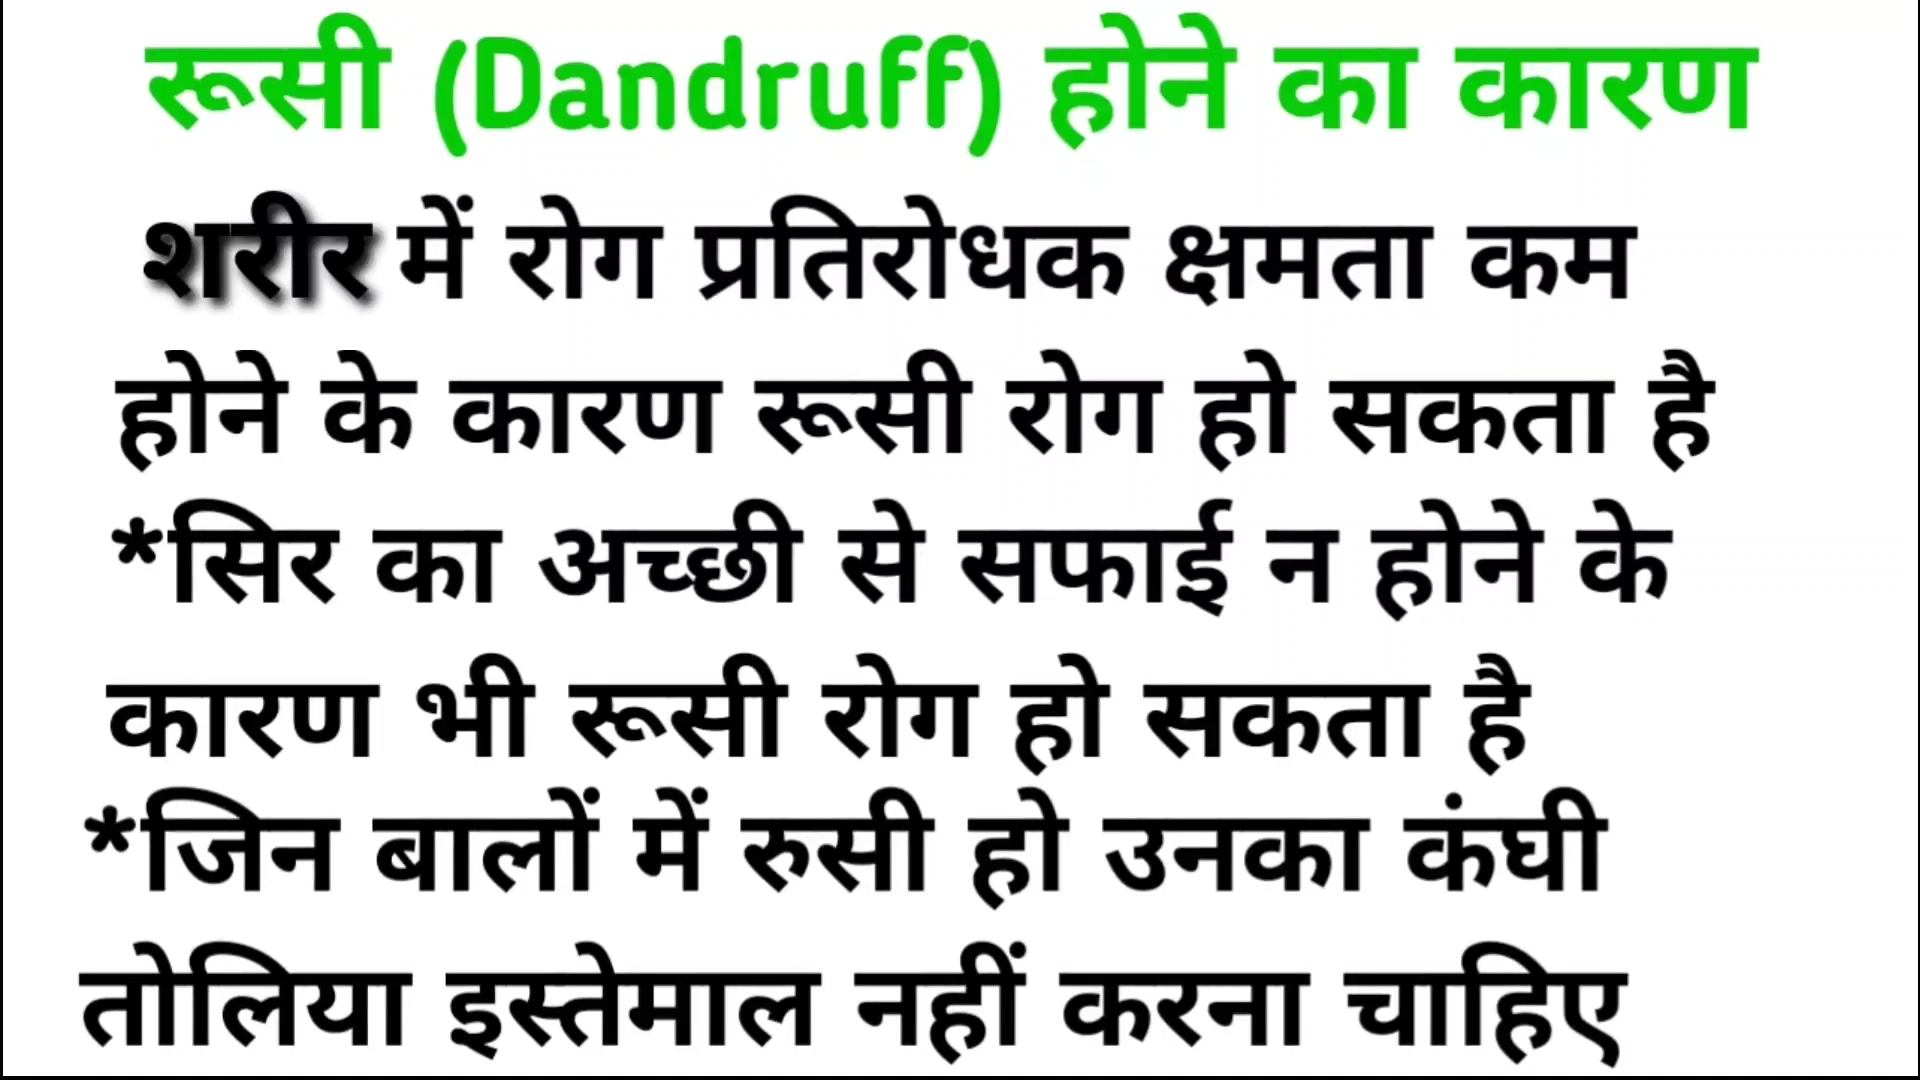 रूसी (Dandruff) होने का कारण
शरीर में रोग प्रतिरोधक क्षमता कम
होने के कारण रूसी रोग हो सकता है
*सिर का अच्छी से सफाई न होने के
कारण भी रूसी रोग हो सकता है
*जिन बालों में रुसी हो उनका कंघी
तोलिया इस्तेमाल नहीं करना चाहिए